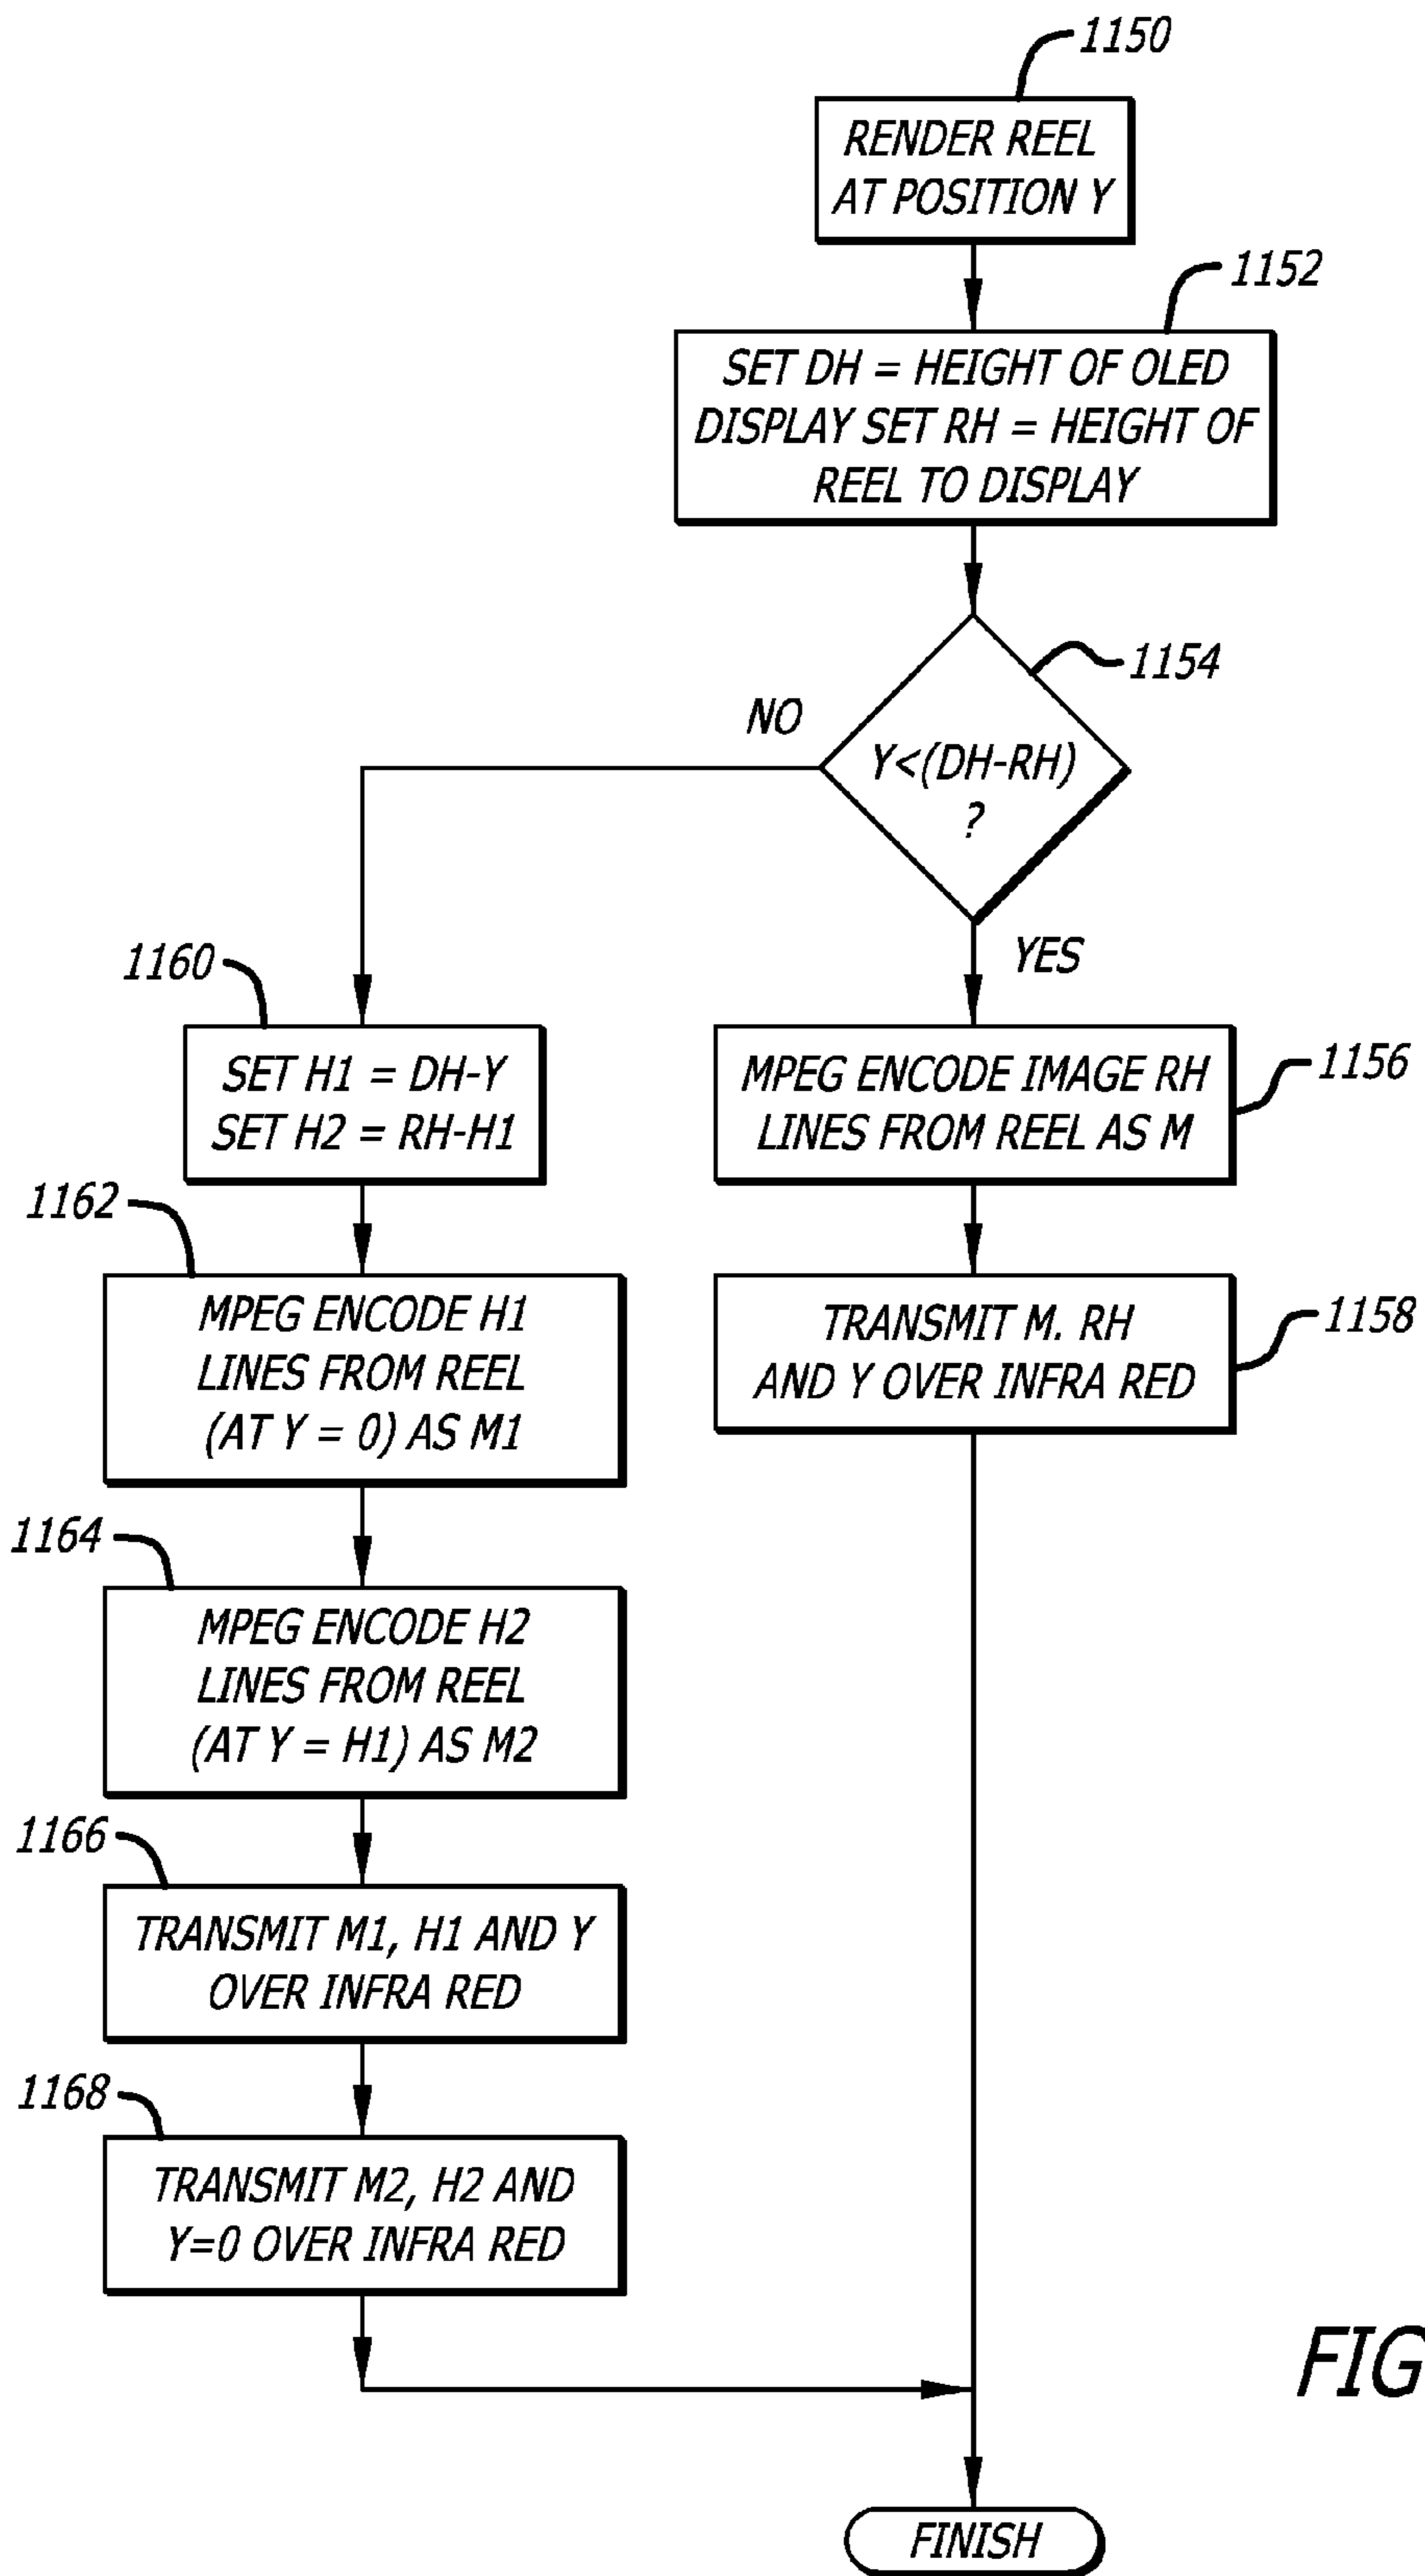 1150
RENDER REEL
AT POSITION Y
1152
SET DH = HEIGHT OF OLED
DISPLAY SET RH = HEIGHT OF
REEL TO DISPLAY
1154
NO
Y<(DH-RH)
?
YES
1160
SET H1 = DH-Y
SET H2 = RH-H1
MPEG ENCODE IMAGE RH
LINES FROM REEL AS M
1156
1162
MPEG ENCODE H1
LINES FROM REEL
(AT Y = 0) AS M1
TRANSMIT M. RH
AND Y OVER INFRA RED
1158
1164
MPEG ENCODE H2
LINES FROM REEL
(AT Y = H1) AS M2
1166
TRANSMIT M1, H1 AND Y
OVER INFRA RED
1168
TRANSMIT M2, H2 AND
Y=0 OVER INFRA RED
FIG
FINISH